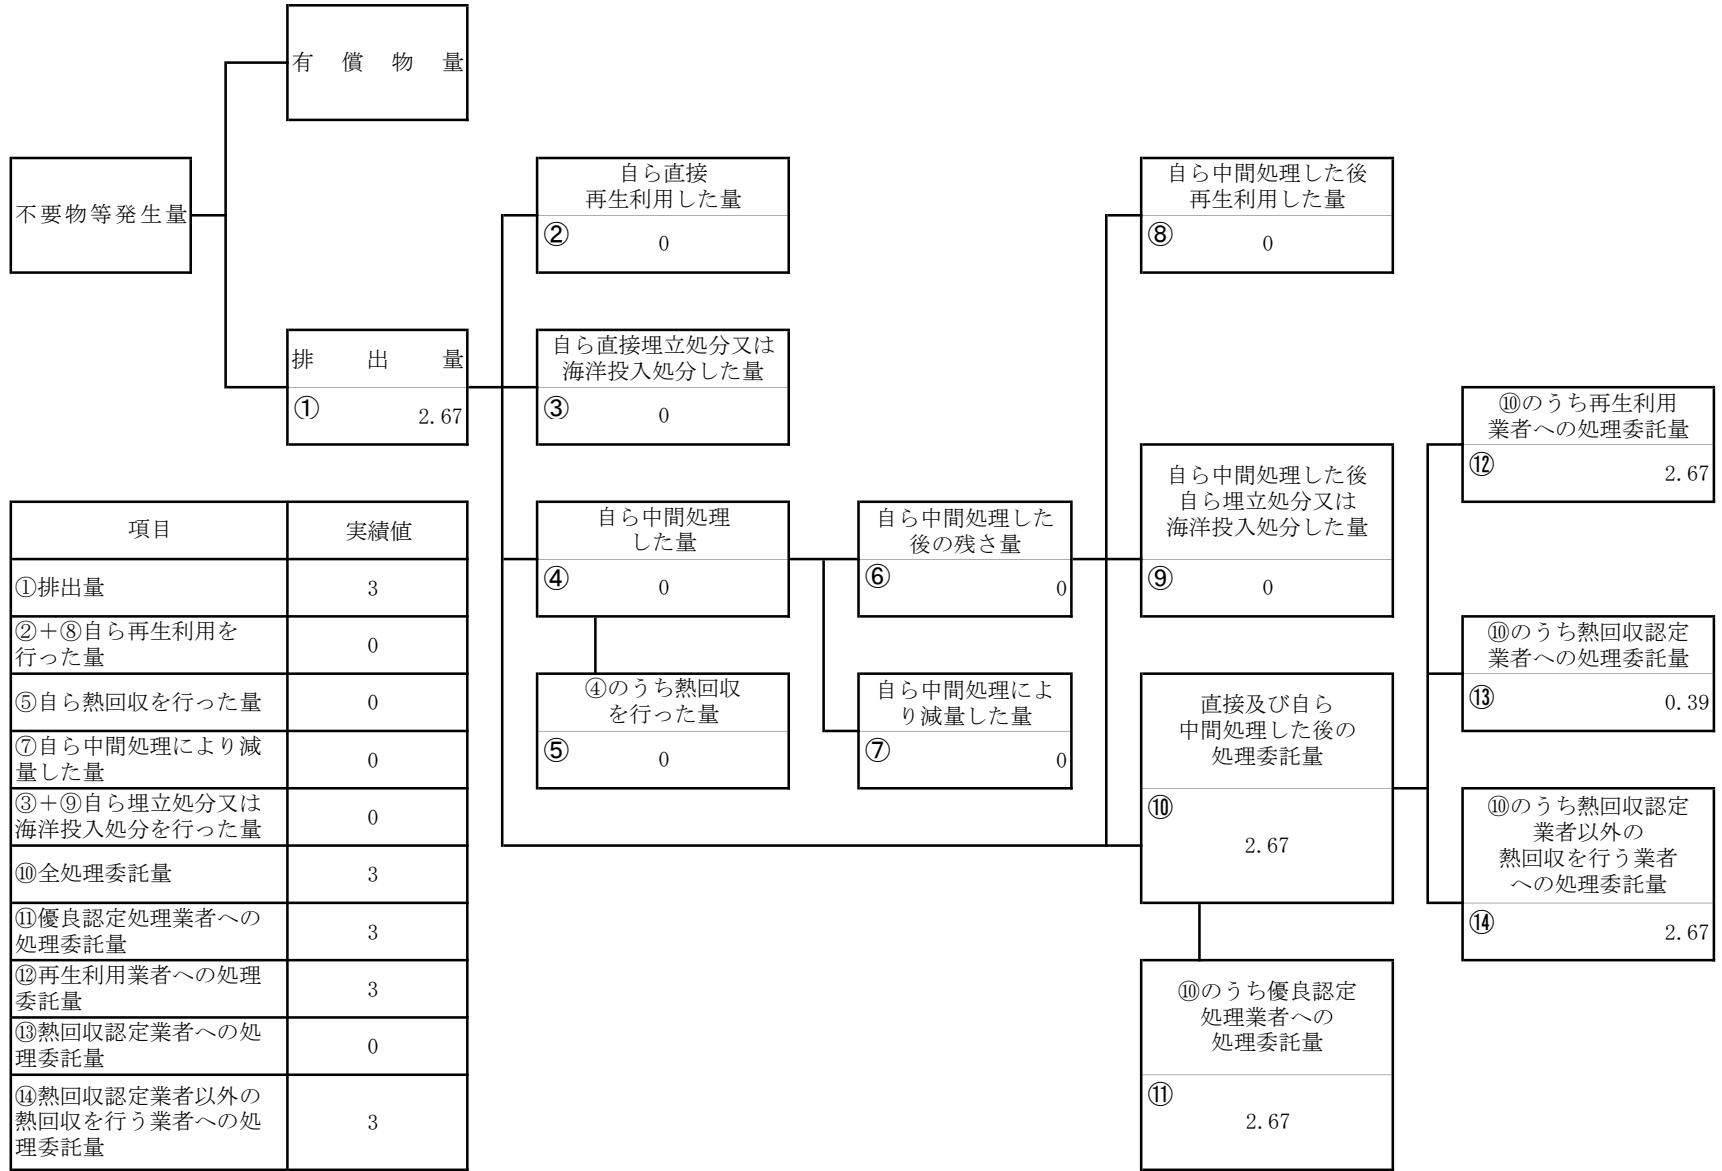 有償物量
不要物等発生量
排出量
①
2.67
自ら直接
再生利用した量
②
0
自ら直接埋立処分又は
海洋投入処分した量
③
0
自ら中間処理
した量
④
0
④のうち熱回収
を行った量
⑤
0
自ら中間処理した
後の残さ量
⑥
0
自ら中間処理によ
り減量した量
⑦
0
自ら中間処理した後
再生利用した量
⑧
0
自ら中間処理した後
自ら埋立処分又は
海洋投入処分した量
⑨
0
直接及び自ら
中間処理した後の
処理委託量
⑩
2.67
⑩のうち優良認定
処理業者への
処理委託量
⑪
2.67
⑩のうち再生利用
業者への処理委託量
⑫
2.67
⑩のうち熱回収認定
業者への処理委託量
⑬
0.39
⑩のうち熱回収認定
業者以外の
熱回収を行う業者
への処理委託量
⑭
2.67
項目 実績値
①排出量 3
②＋⑧自ら再生利用を
行った量
0
⑤自ら熱回収を行った量 0
⑦自ら中間処理により減
量した量
0
③＋⑨自ら埋立処分又は
海洋投入処分を行った量
0
⑩全処理委託量 3
⑪優良認定処理業者への
処理委託量
3
⑫再生利用業者への処理
委託量
3
⑬熱回収認定業者への処
理委託量
0
⑭熱回収認定業者以外の
熱回収を行う業者への処
理委託量
3